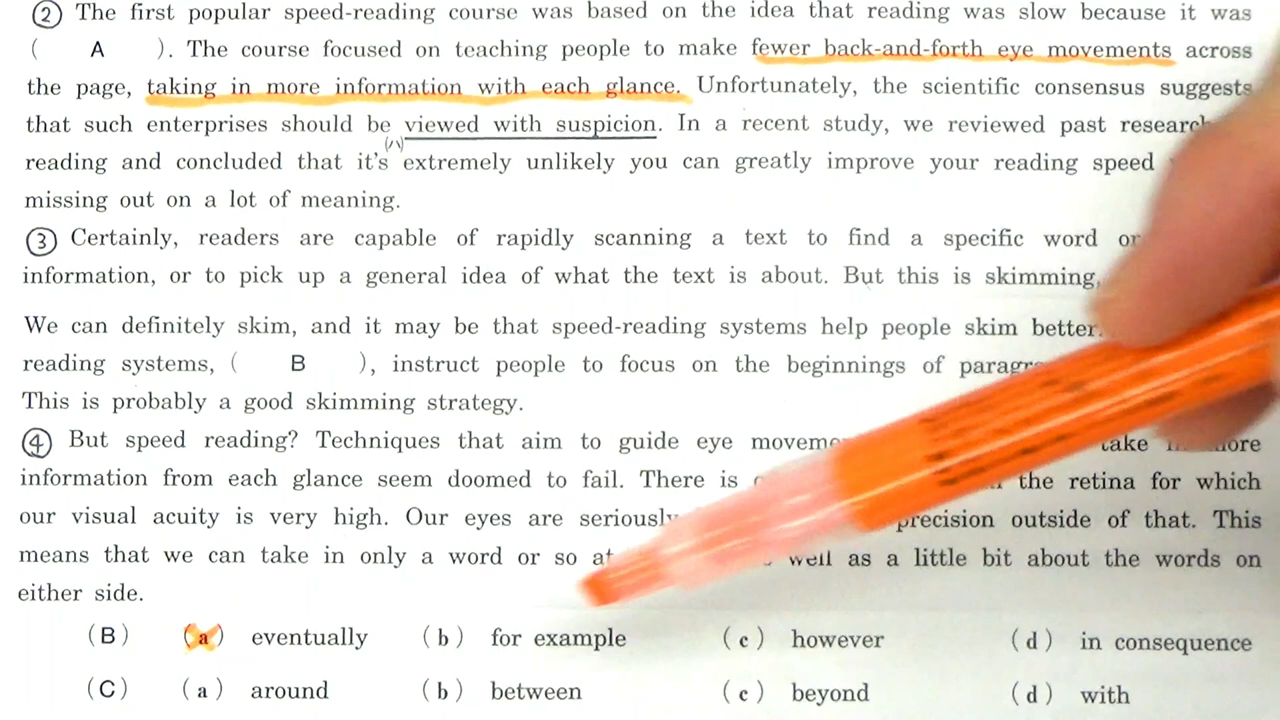 ② The first popular speed-reading course was based on the idea that reading was slow because it was
( A ). The course focused on teaching people to make fewer back-and-forth eye movements across
the page, taking in more information with each glance. Unfortunately, the scientific consensus suggests
that such enterprises should be viewed with suspicion. In a recent study, we reviewed past research
(ハ)
reading and concluded that it's extremely unlikely you can greatly improve your reading speed
missing out on a lot of meaning.
③ Certainly, readers are capable of rapidly scanning a text to find a specific word or
information, or to pick up a general idea of what the text is about. But this is skimming,
We can definitely skim, and it may be that speed-reading systems help people skim better.
reading systems, ( B ), instruct people to focus on the beginnings of
This is probably a good skimming strategy.
④ But speed reading? Techniques that aim to guide eye take more
information from each glance seem doomed to fail. There is the retina for which
our visual acuity is very high. Our eyes are seriously precision outside of that. This
means that we can take in only a word or so at well as a little bit about the words on
either side.
(B) (a) eventually (b) for example (c) however (d) in consequence
(C) (a) around (b) between (c) beyond (d) with